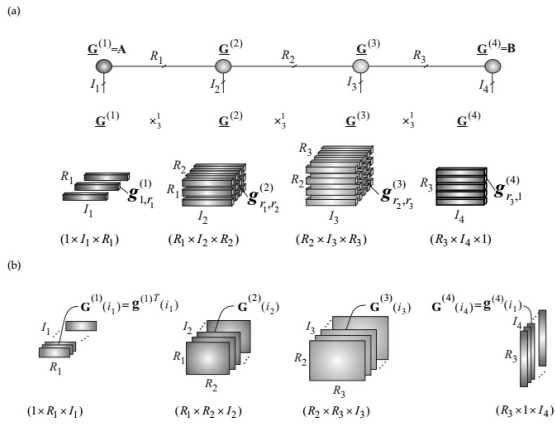 (a)
G̲⁽¹⁾=A R₁ G̲⁽²⁾ R₂ G̲⁽³⁾ R₃ G̲⁽⁴⁾=B
I₁ I₂ I₃ I₄
G̲⁽¹⁾ ×₃¹ G̲⁽²⁾ ×₃¹ G̲⁽³⁾ ×₃¹ G̲⁽⁴⁾
R₁ g⁽¹⁾1,r₁ I₁
R₂ R₁ g⁽²⁾r₁,r₂ I₂
R₃ R₂ g⁽³⁾r₂,r₃ I₃
R₃ g⁽⁴⁾r₃,1 I₄
(1×I₁×R₁) (R₁×I₂×R₂) (R₂×I₃×R₃) (R₃×I₄×1)
(b)
G⁽¹⁾(i₁)=g⁽¹⁾ᵀ(i₁) G⁽²⁾(i₂) G⁽³⁾(i₃) G⁽⁴⁾(i₄)=g⁽⁴⁾(i₁)
I₁ R₁
I₂ R₁ R₂
I₃ R₂ R₃
I₄ R₃
(1×R₁×I₁) (R₁×R₂×I₂) (R₂×R₃×I₃) (R₃×1×I₄)